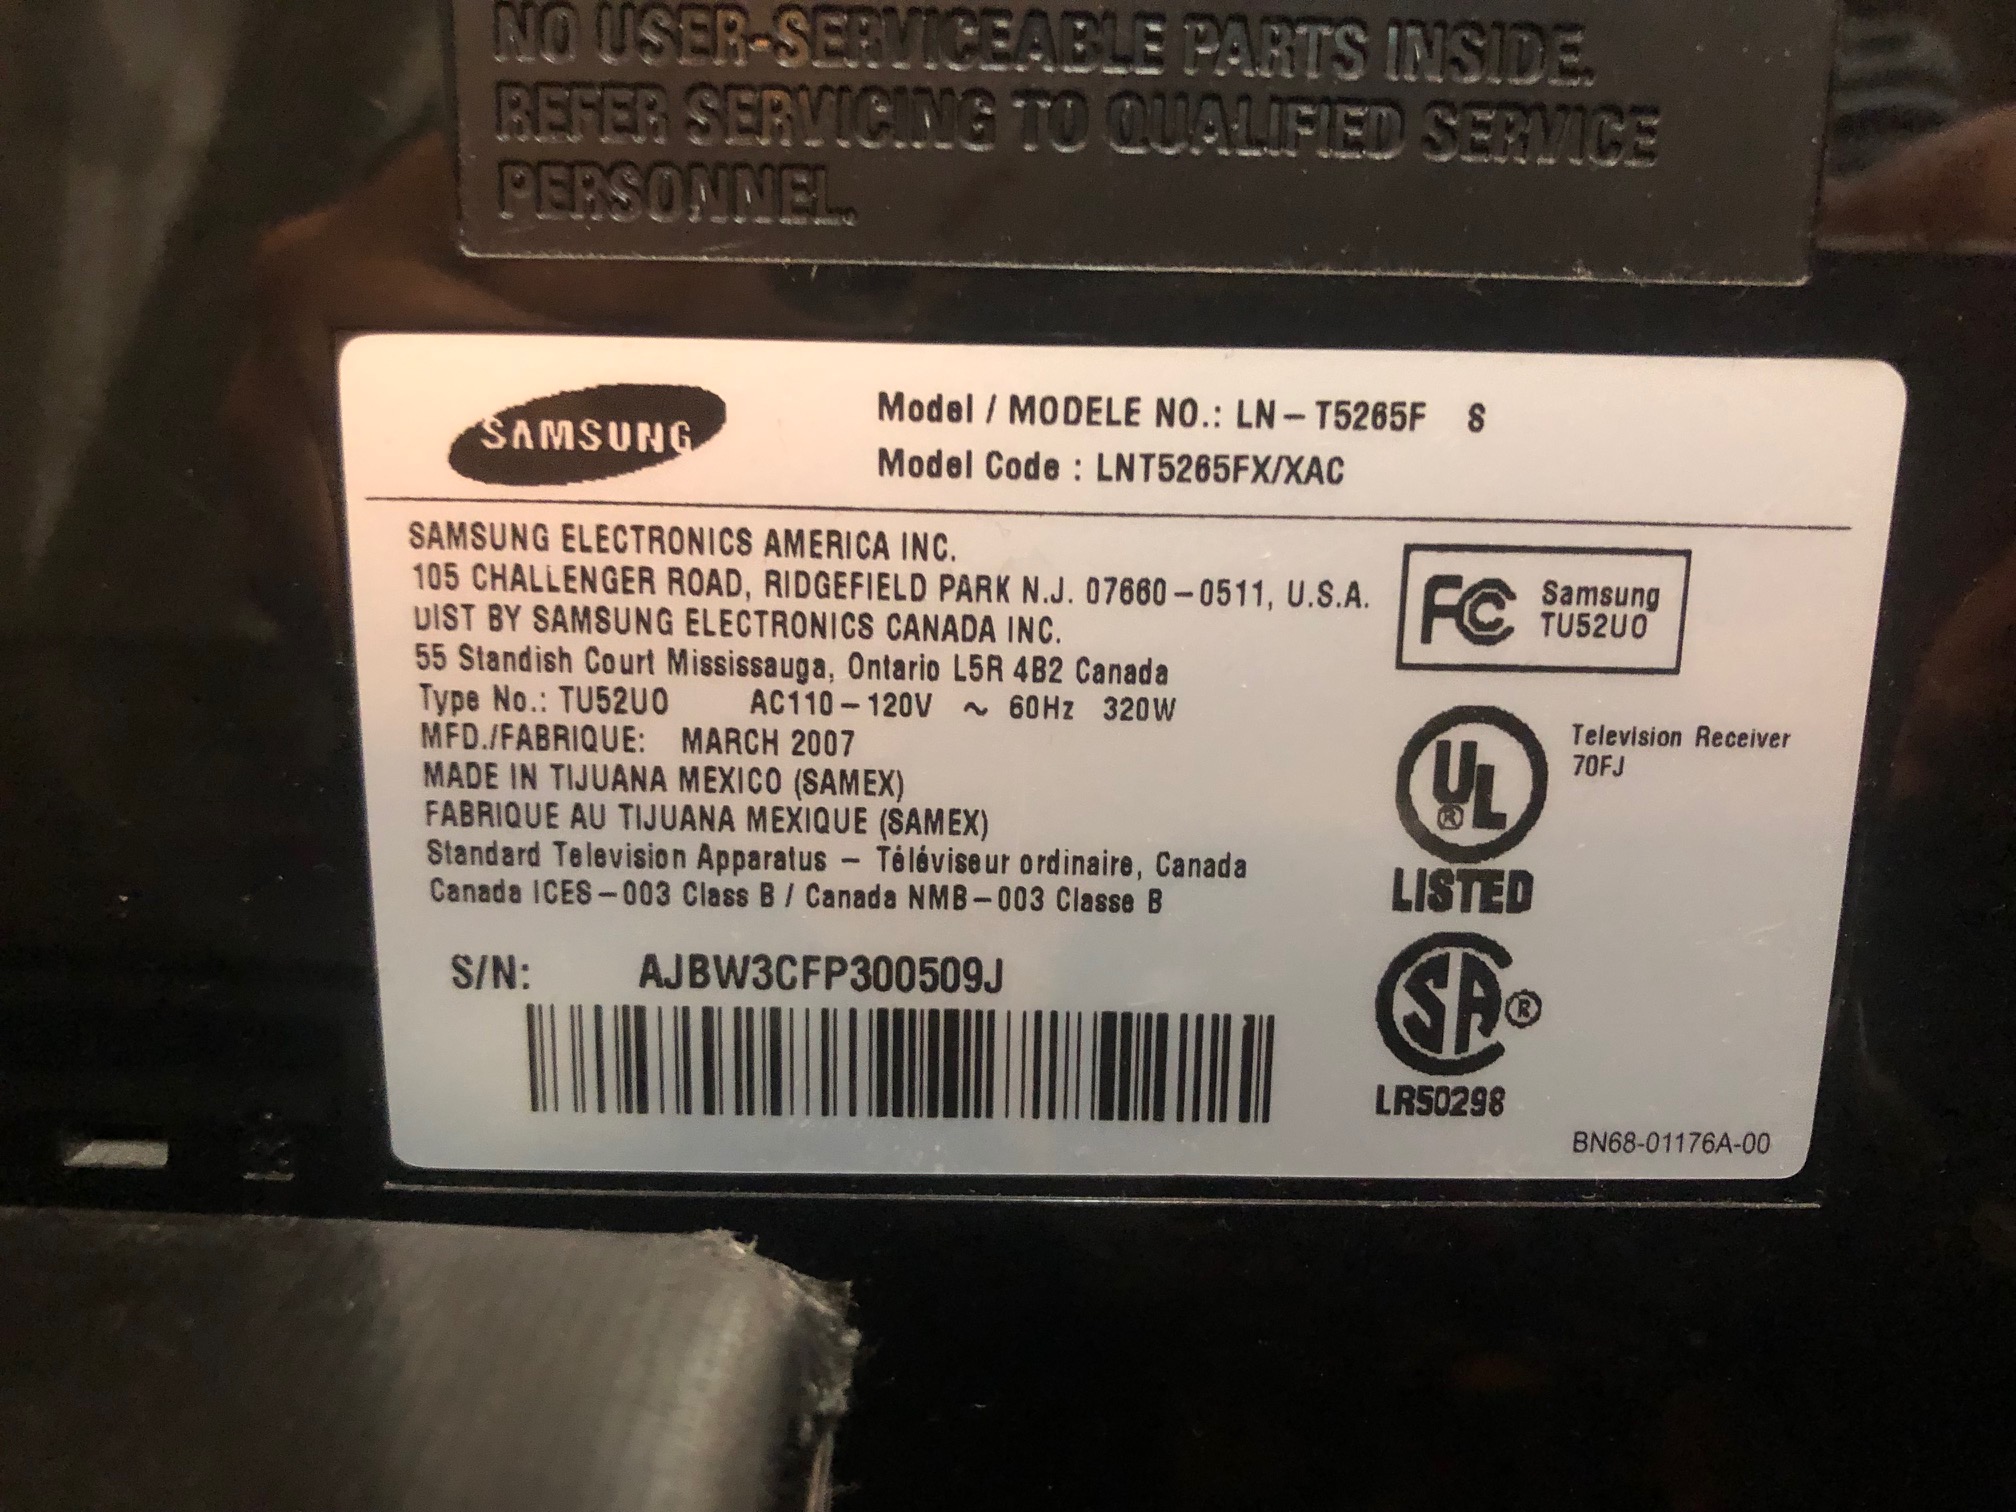 NO USER-SERVICEABLE PARTS INSIDE.
REFER SERVICING TO QUALIFIED SERVICE
PERSONNEL.
SAMSUNG
Model / MODELE NO.: LN-T5265F S
Model Code : LNT5265FX/XAC
SAMSUNG ELECTRONICS AMERICA INC.
105 CHALLENGER ROAD, RIDGEFIELD PARK N.J. 07660-0511, U.S.A.
DIST BY SAMSUNG ELECTRONICS CANADA INC.
55 Standish Court Mississauga, Ontario L5R 4B2 Canada
Type No.: TU52U0 AC110-120V ~ 60Hz 320W
MFD./FABRIQUE: MARCH 2007
MADE IN TIJUANA MEXICO (SAMEX)
FABRIQUE AU TIJUANA MEXIQUE (SAMEX)
Standard Television Apparatus – Téléviseur ordinaire, Canada
Canada ICES-003 Class B / Canada NMB-003 Classe B
S/N: AJBW3CFP300509J
FC Samsung
TU52U0
UL ®
LISTED
Television Receiver
70FJ
SA ®
LR50298
BN68-01176A-00